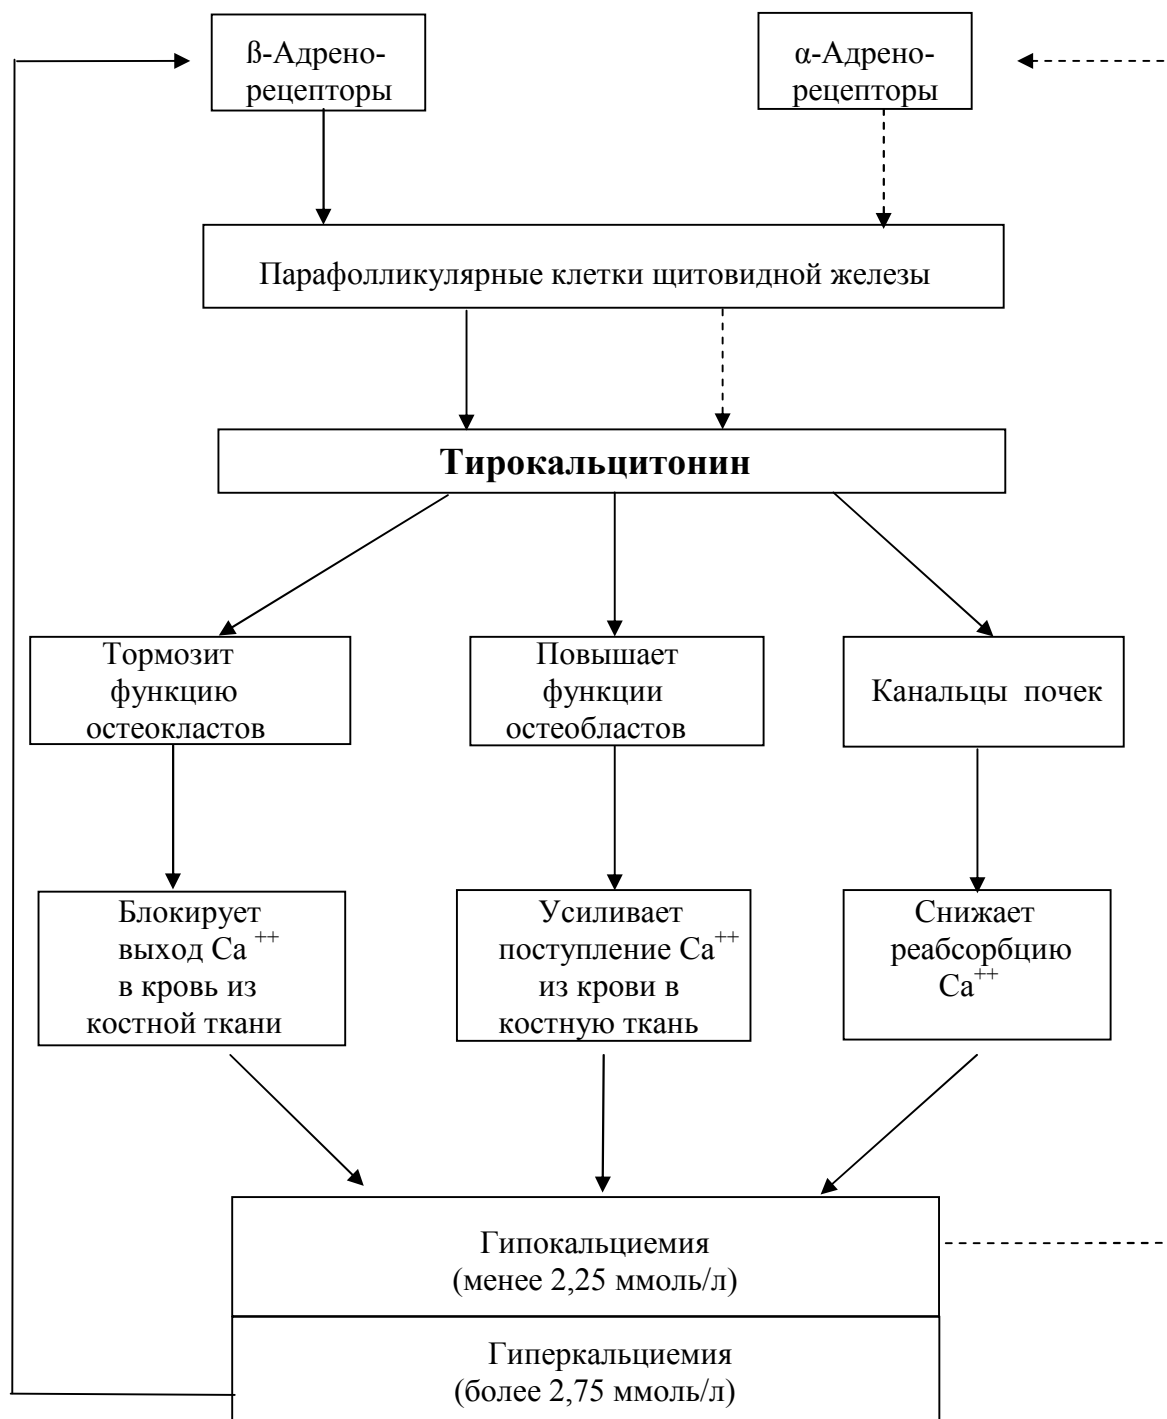 ß-Адрено-
рецепторы
α-Адрено-
рецепторы
Парафолликулярные клетки щитовидной железы
Тирокальцитонин
Тормозит
функцию
остеокластов
Повышает
функции
остеобластов
Канальцы почек
Блокирует
выход Ca ++
в кровь из
костной ткани
Усиливает
поступление Ca++
из крови в
костную ткань
Снижает
реабсорбцию
Ca++
Гипокальциемия
(менее 2,25 ммоль/л)
Гиперкальциемия
(более 2,75 ммоль/л)